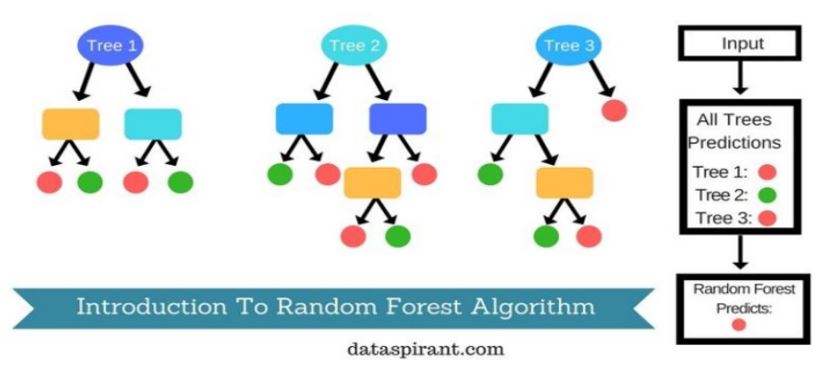 Tree 1
Tree 2
Tree 3
Input
All Trees
Predictions
Tree 1:
Tree 2:
Tree 3:
Random Forest
Predicts:
Introduction To Random Forest Algorithm
dataspirant.com